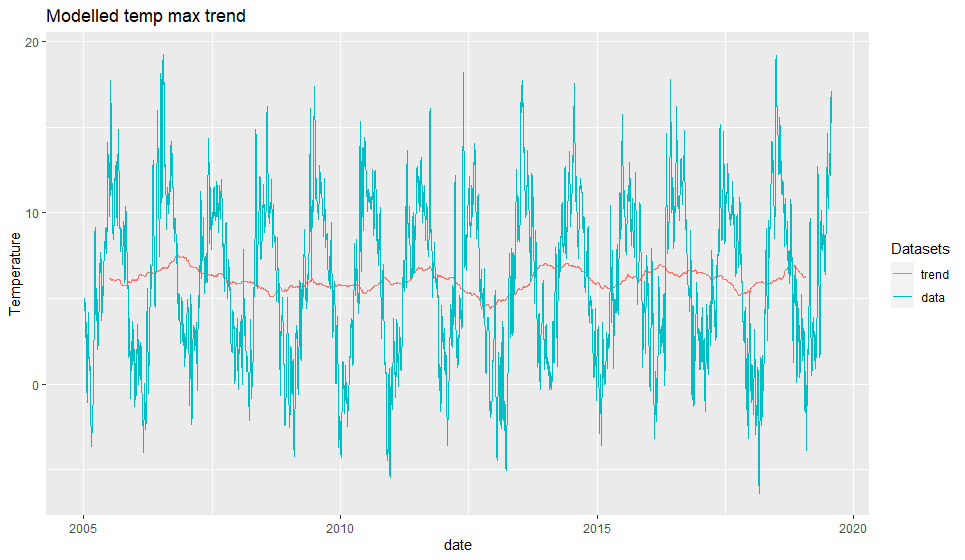 Modelled temp max trend
20
10
0
Temperature
2005
2010
2015
2020
date
Datasets
trend
data